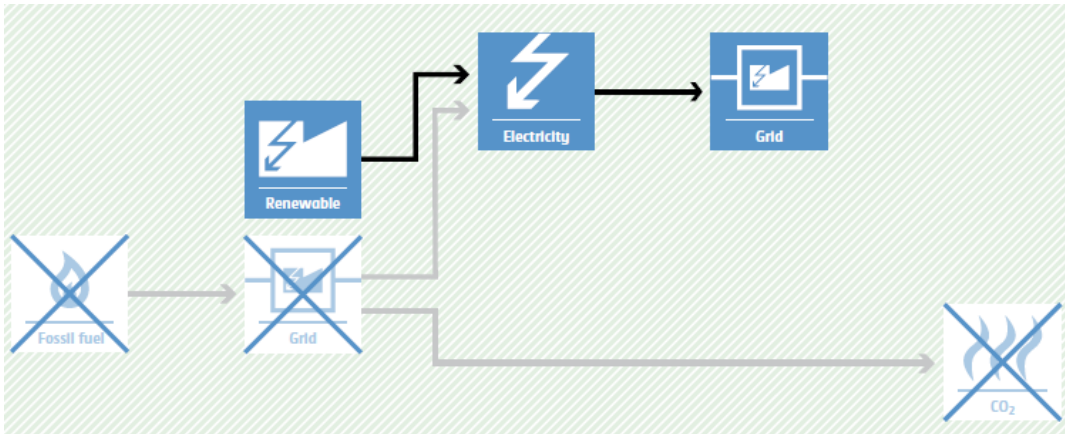 Electricity
Grid
Renewable
Fossil fuel
Grid
CO₂